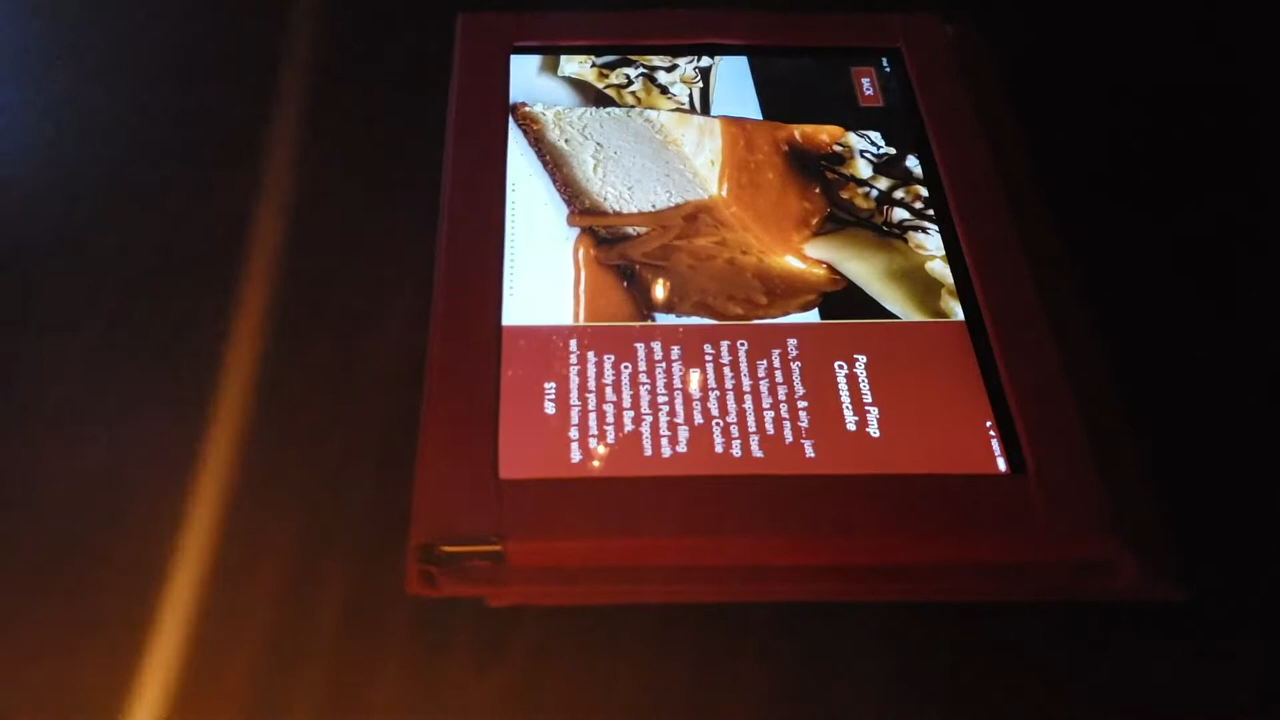 iPad
BACK
Popcorn Pimp
Cheesecake
Rich, Smooth, & airy... just
how we like our men.
This Vanilla Bean
Cheesecake exposes itself
freely while resting on top
of a sweet Sugar Cookie
Dough crust.
His Velvet creamy filling
gets Tickled & Pulled with
pieces of Salted Popcorn
Chocolate Bark.
Daddy will give you
whatever you want as
we've buttered him up with
$11.69